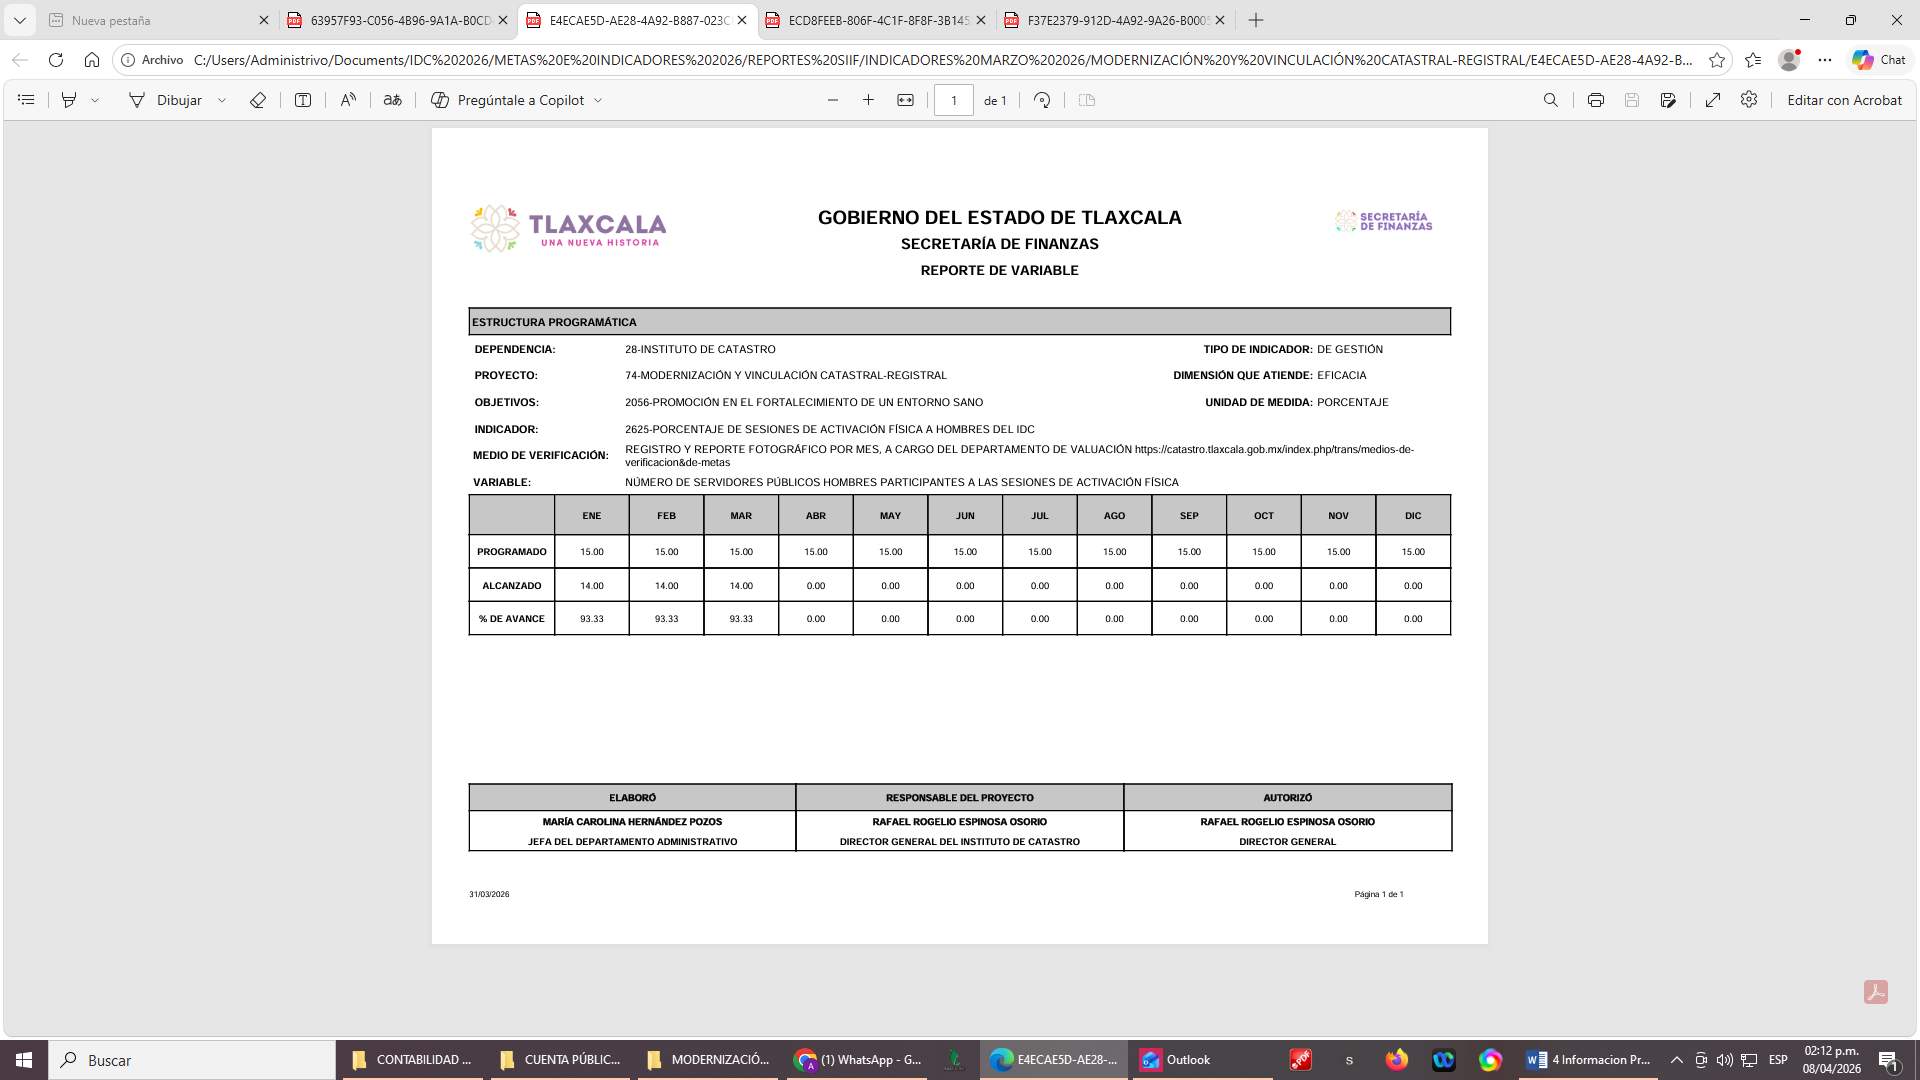 Nueva pestaña
63957F93-C056-4B96-9A1A-B0CD
E4ECAE5D-AE28-4A92-B887-023C
ECD8FEEB-806F-4C1F-8F8F-3B145
F37E2379-912D-4A92-9A26-B0005
Archivo C:/Users/Administrivo/Documents/IDC%202026/METAS%20E%20INDICADORES%202026/REPORTES%20SIIF/INDICADORES%20MARZO%202026/MODERNIZACIÓN%20Y%20VINCULACIÓN%20CATASTRAL-REGISTRAL/E4ECAE5D-AE28-4A92-B... Chat
Dibujar Pregúntale a Copilot 1 de 1 Editar con Acrobat
TLAXCALA
UNA NUEVA HISTORIA
GOBIERNO DEL ESTADO DE TLAXCALA
SECRETARÍA DE FINANZAS
REPORTE DE VARIABLE
SECRETARÍA
DE FINANZAS
ESTRUCTURA PROGRAMÁTICA
DEPENDENCIA: 28-INSTITUTO DE CATASTRO TIPO DE INDICADOR: DE GESTIÓN
PROYECTO: 74-MODERNIZACIÓN Y VINCULACIÓN CATASTRAL-REGISTRAL DIMENSIÓN QUE ATIENDE: EFICACIA
OBJETIVOS: 2056-PROMOCIÓN EN EL FORTALECIMIENTO DE UN ENTORNO SANO UNIDAD DE MEDIDA: PORCENTAJE
INDICADOR: 2625-PORCENTAJE DE SESIONES DE ACTIVACIÓN FÍSICA A HOMBRES DEL IDC
MEDIO DE VERIFICACIÓN: REGISTRO Y REPORTE FOTOGRÁFICO POR MES, A CARGO DEL DEPARTAMENTO DE VALUACIÓN https://catastro.tlaxcala.gob.mx/index.php/trans/medios-de-
verificacion&de-metas
VARIABLE: NÚMERO DE SERVIDORES PÚBLICOS HOMBRES PARTICIPANTES A LAS SESIONES DE ACTIVACIÓN FÍSICA
ENE FEB MAR ABR MAY JUN JUL AGO SEP OCT NOV DIC
PROGRAMADO 15.00 15.00 15.00 15.00 15.00 15.00 15.00 15.00 15.00 15.00 15.00 15.00
ALCANZADO 14.00 14.00 14.00 0.00 0.00 0.00 0.00 0.00 0.00 0.00 0.00 0.00
% DE AVANCE 93.33 93.33 93.33 0.00 0.00 0.00 0.00 0.00 0.00 0.00 0.00 0.00
ELABORÓ RESPONSABLE DEL PROYECTO AUTORIZÓ
MARÍA CAROLINA HERNÁNDEZ POZOS RAFAEL ROGELIO ESPINOSA OSORIO RAFAEL ROGELIO ESPINOSA OSORIO
JEFA DEL DEPARTAMENTO ADMINISTRATIVO DIRECTOR GENERAL DEL INSTITUTO DE CATASTRO DIRECTOR GENERAL
31/03/2026 Página 1 de 1
Buscar CONTABILIDAD ... CUENTA PÚBLIC... MODERNIZACIÓ... (1) WhatsApp - G... E4ECAE5D-AE28-... Outlook S 4 Informacion Pr... ESP 02:12 p.m.
08/04/2026